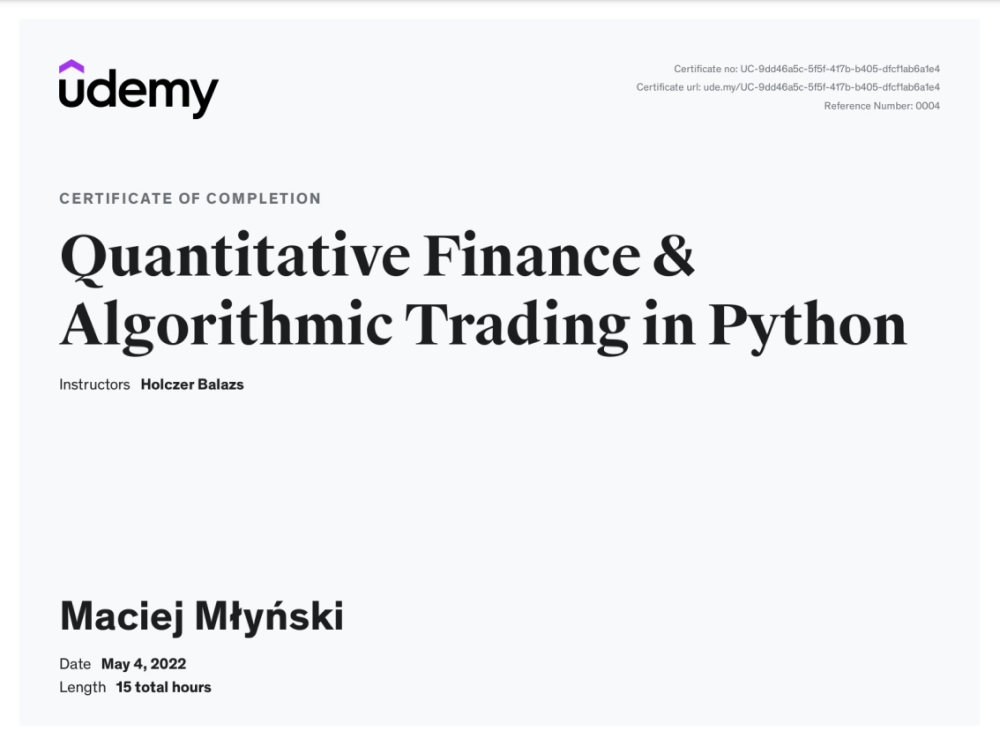 udemy
Certificate no: UC-9dd46a5c-5f5f-417b-b405-dfcf1ab6a1e4
Certificate url: ude.my/UC-9dd46a5c-5f5f-417b-b405-dfcf1ab6a1e4
Reference Number: 0004
CERTIFICATE OF COMPLETION
Quantitative Finance &
Algorithmic Trading in Python
Instructors Holczer Balazs
Maciej Młyński
Date May 4, 2022
Length 15 total hours